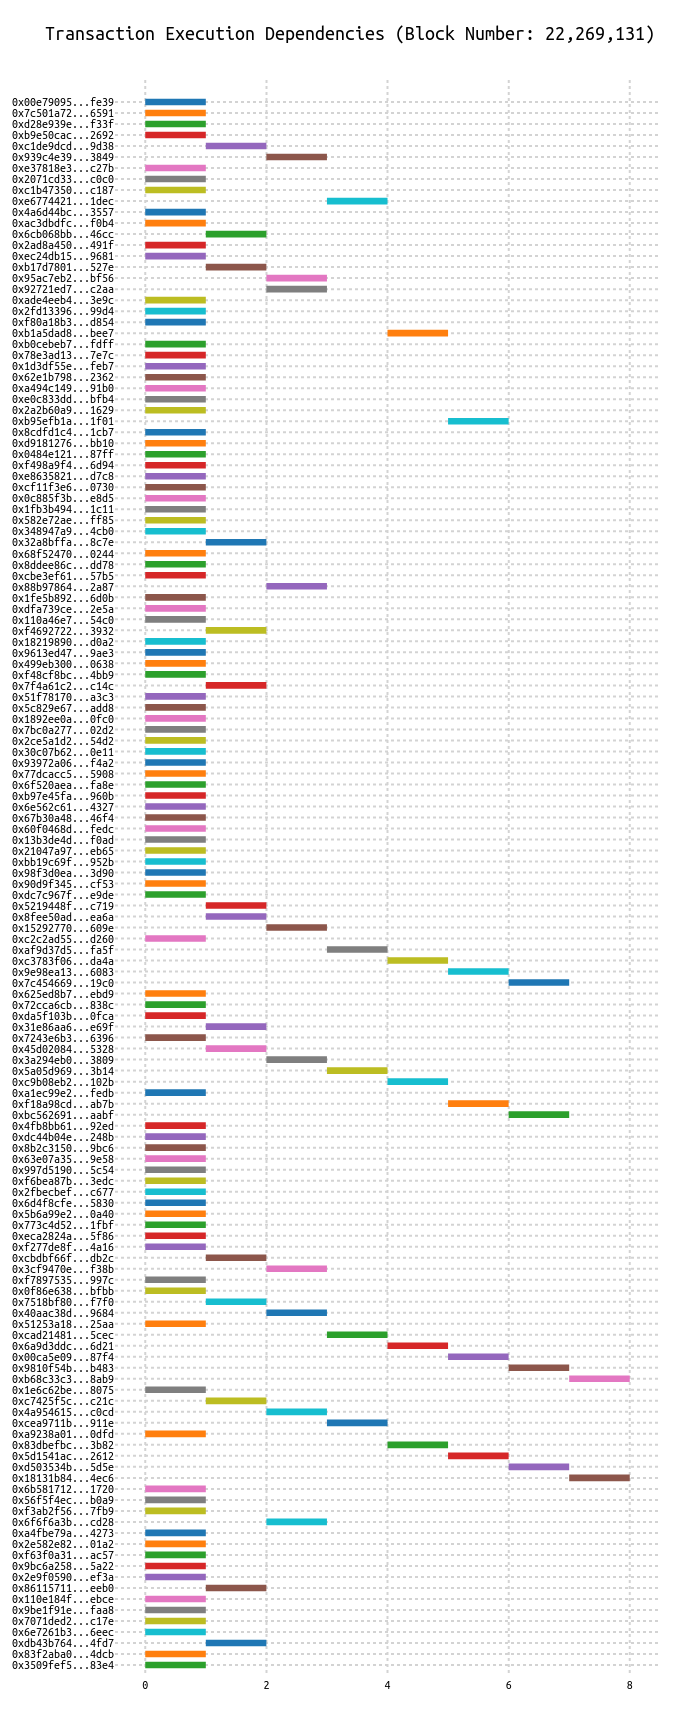 Transaction Execution Dependencies (Block Number: 22,269,131)
0x00e79095...fe39
0x7c501a72...6591
0xd28e939e...f33f
0xb9e50cac...2692
0xc1de9dcd...9d38
0x939c4e39...3849
0xe37818e3...c27b
0x2071cd33...c0c0
0xc1b47350...c187
0xe6774421...1dec
0x4a6d44bc...3557
0xac3dbdfc...f0b4
0x6cb068bb...46cc
0x2ad8a450...491f
0xec24db15...9681
0xb17d7801...527e
0x95ac7eb2...bf56
0x92721ed7...c2aa
0xade4eeb4...3e9c
0x2fd13396...99d4
0xf80a18b3...d854
0xb1a5dad8...bee7
0xb0cebeb7...fdff
0x78e3ad13...7e7c
0x1d3df55e...feb7
0x62e1b798...2362
0xa494c149...91b0
0xe0c833dd...bfb4
0x2a2b60a9...1629
0xb95efb1a...1f01
0x8cdfd1c4...1cb7
0xd9181276...bb10
0x0484e121...87ff
0xf498a9f4...6d94
0xe8635821...d7c8
0xcf11f3e6...0730
0x0c885f3b...e8d5
0x1fb3b494...1c11
0x582e72ae...ff85
0x348947a9...4cb0
0x32a8bffa...8c7e
0x68f52470...0244
0x8ddee86c...dd78
0xcbe3ef61...57b5
0x88b97864...2a87
0x1fe5b892...6d0b
0xdfa739ce...2e5a
0x110a46e7...54c0
0xf4692722...3932
0x18219890...d0a2
0x9613ed47...9ae3
0x499eb300...0638
0xf48cf8bc...4bb9
0x7f4a61c2...c14c
0x51f78170...a3c3
0x5c829e67...add8
0x1892ee0a...0fc0
0x7bc0a277...02d2
0x2ce5a1d2...54d2
0x30c07b62...0e11
0x93972a06...f4a2
0x77dcacc5...5908
0x6f520aea...fa8e
0xb97e45fa...960b
0x6e562c61...4327
0x67b30a48...46f4
0x60f0468d...fedc
0x13b3de4d...f0ad
0x21047a97...eb65
0xbb19c69f...952b
0x98f3d0ea...3d90
0x90d9f345...cf53
0xdc7c967f...e9de
0x5219448f...c719
0x8fee50ad...ea6a
0x15292770...609e
0xc2c2ad55...d260
0xaf9d37d5...fa5f
0xc3783f06...da4a
0x9e98ea13...6083
0x7c454669...19c0
0x625ed8b7...ebd9
0x72cca6cb...838c
0xda5f103b...0fca
0x31e86aa6...e69f
0x7243e6b3...6396
0x45d02084...5328
0x3a294eb0...3809
0x5a05d969...3b14
0xc9b08eb2...102b
0xa1ec99e2...fedb
0xf18a98cd...ab7b
0xbc562691...aabf
0x4fb8bb61...92ed
0xdc44b04e...248b
0x8b2c3150...9bc6
0x63e07a35...9e58
0x997d5190...5c54
0xf6bea87b...3edc
0x2fbecbef...c677
0x6d4f8cfe...5830
0x5b6a99e2...0a40
0x773c4d52...1fbf
0xeca2824a...5f86
0xf277de8f...4a16
0xcbdbf66f...db2c
0x3cf9470e...f38b
0xf7897535...997c
0x0f86e638...bfbb
0x7518bf80...f7f0
0x40aac38d...9684
0x51253a18...25aa
0xcad21481...5cec
0x6a9d3ddc...6d21
0x00ca5e09...87f4
0x9810f54b...b483
0xb68c33c3...8ab9
0x1e6c62be...8075
0xc7425f5c...c21c
0x4a954615...c0cd
0xcea9711b...911e
0xa9238a01...0dfd
0x83dbefbc...3b82
0x5d1541ac...2612
0xd503534b...5d5e
0x18131b84...4ec6
0x6b581712...1720
0x56f5f4ec...b0a9
0xf3ab2f56...7fb9
0x6f6f6a3b...cd28
0xa4fbe79a...4273
0x2e582e82...01a2
0xf63f0a31...ac57
0x9bc6a258...5a22
0x2e9f0590...ef3a
0x86115711...eeb0
0x110e184f...ebce
0x9be1f91e...faa8
0x7071ded2...c17e
0x6e7261b3...6eec
0xdb43b764...4fd7
0x83f2aba0...4dcb
0x3509fef5...83e4
0 2 4 6 8